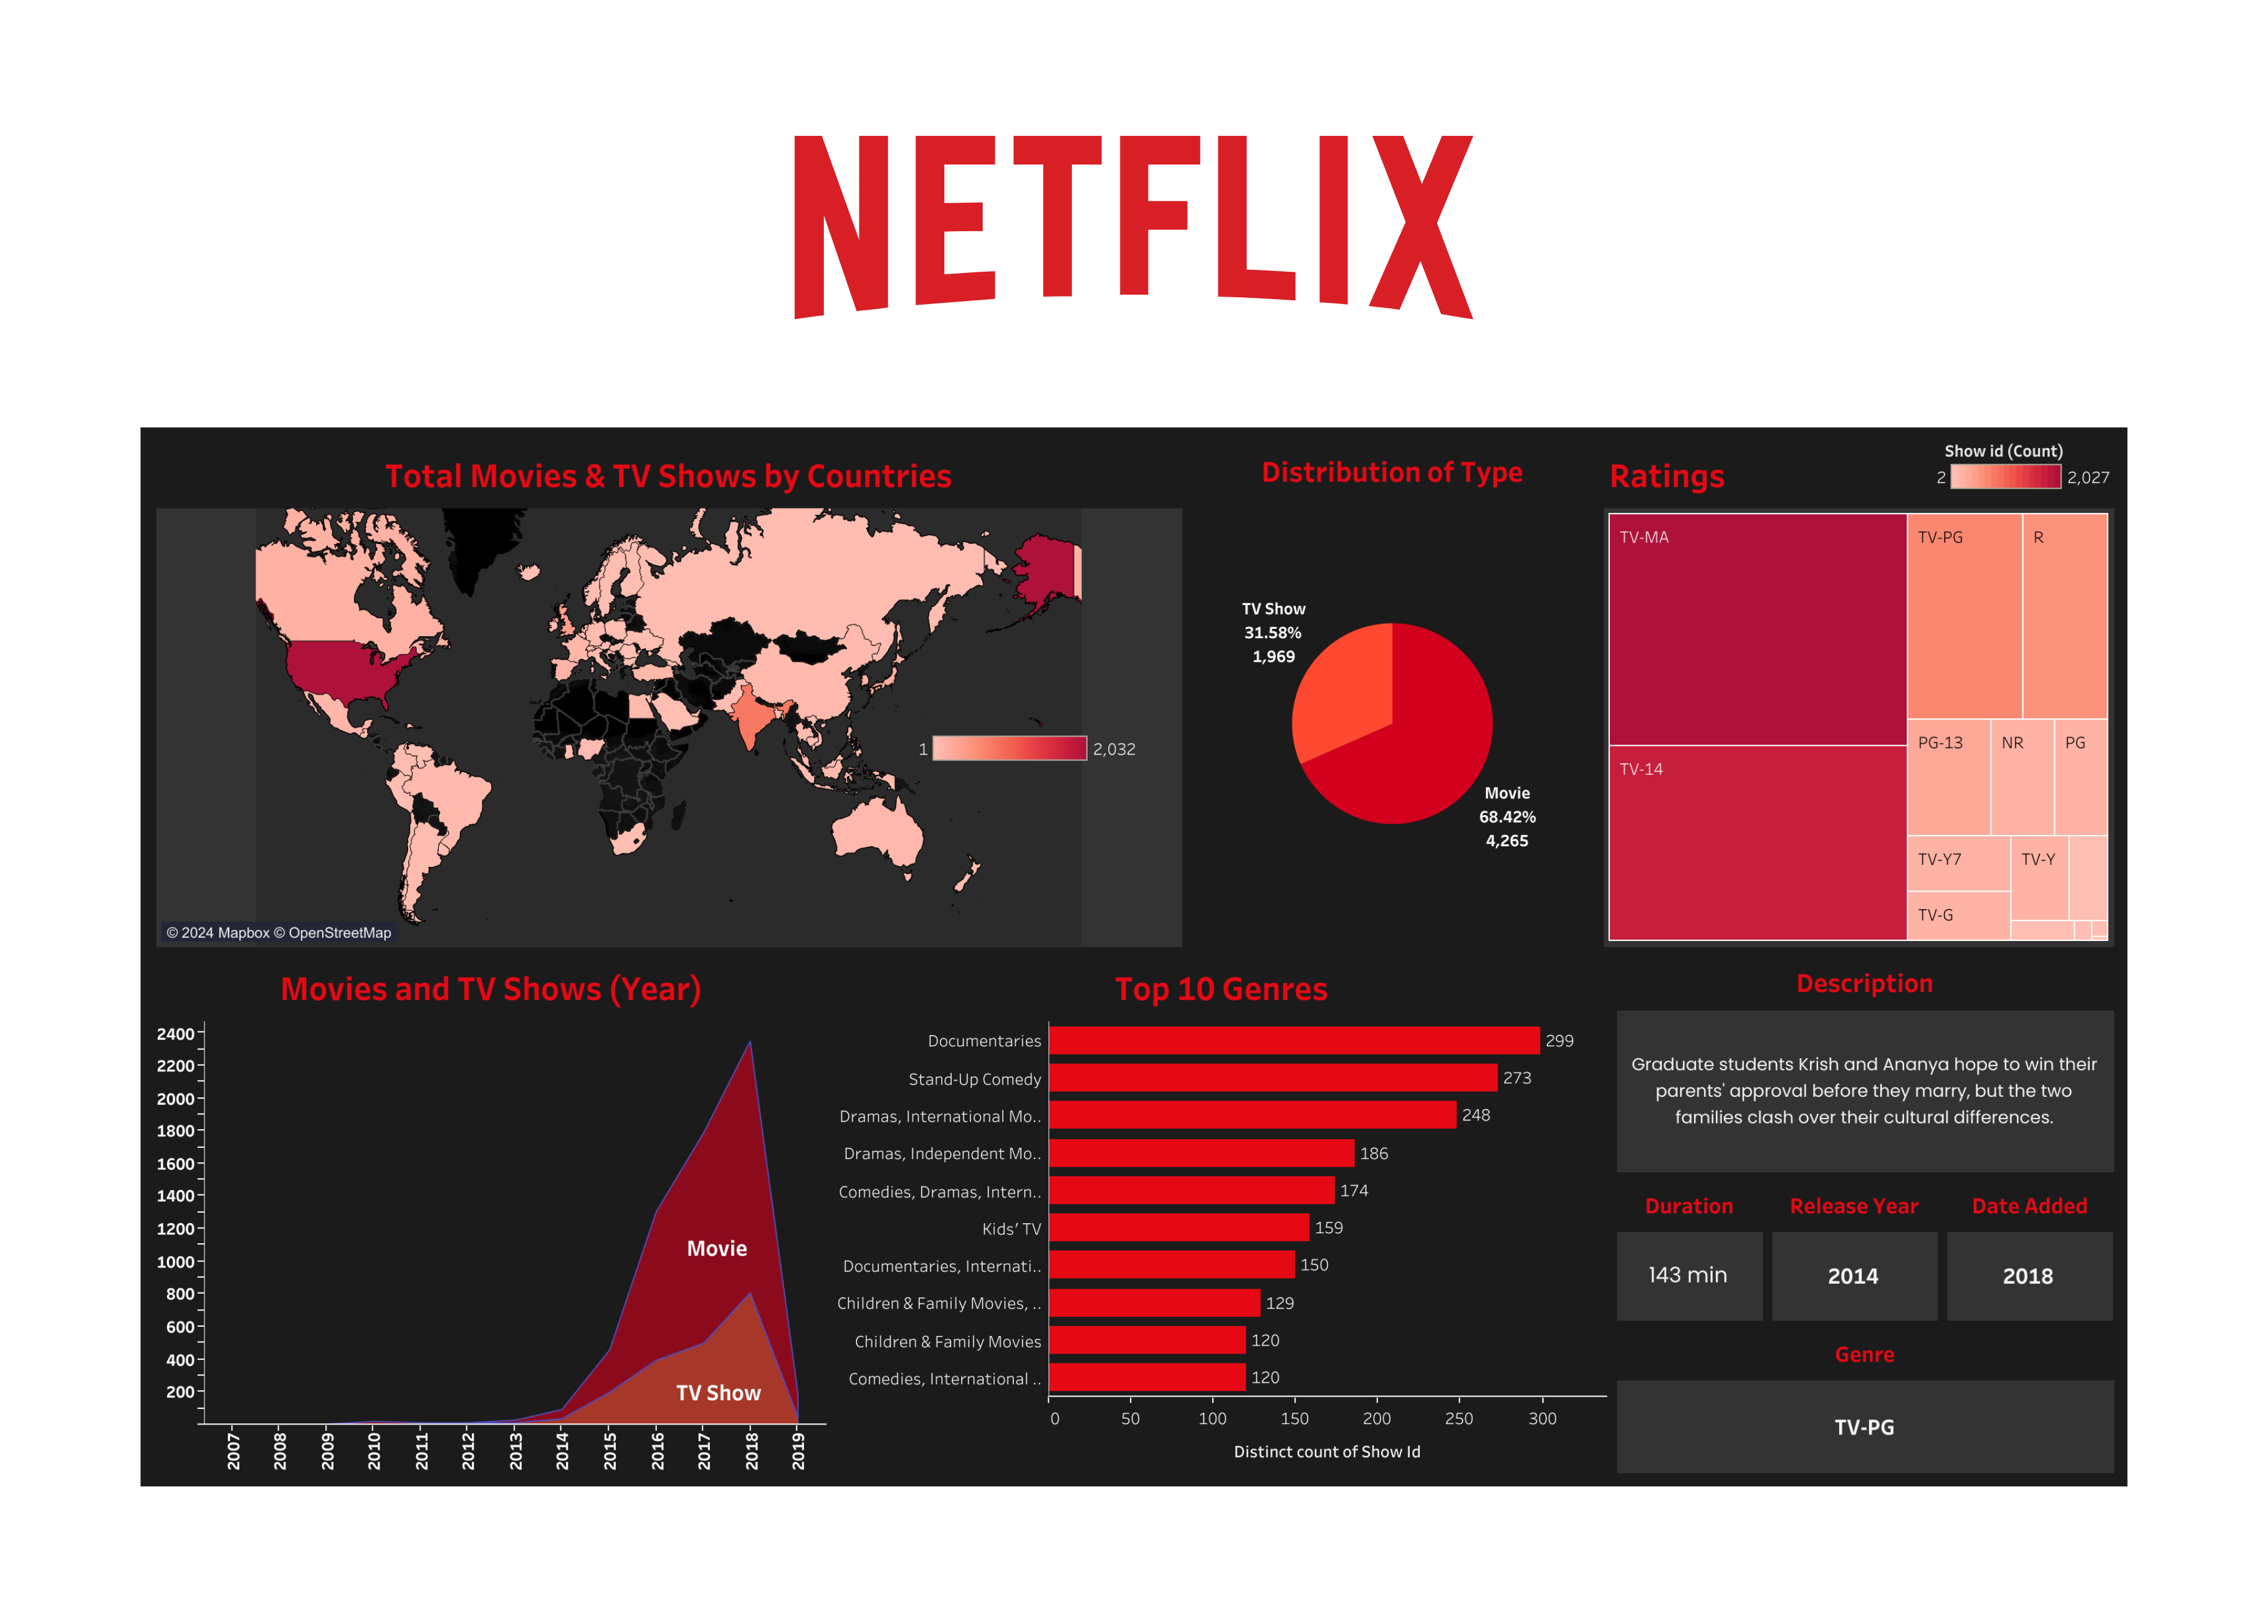 NETFLIX
Total Movies & TV Shows by Countries
1
2,032
© 2024 Mapbox © OpenStreetMap
Distribution of Type
TV Show
31.58%
1,969
Movie
68.42%
4,265
Ratings
Show id (Count)
2
2,027
TV-MA
TV-PG
R
PG-13
NR
PG
TV-14
TV-Y7
TV-Y
TV-G
Movies and TV Shows (Year)
2400
2200
2000
1800
1600
1400
1200
1000
800
600
400
200
Movie
TV Show
2007
2008
2009
2010
2011
2012
2013
2014
2015
2016
2017
2018
2019
Top 10 Genres
Documentaries 299
Stand-Up Comedy 273
Dramas, International Mo.. 248
Dramas, Independent Mo.. 186
Comedies, Dramas, Intern.. 174
Kids’ TV 159
Documentaries, Internati.. 150
Children & Family Movies, .. 129
Children & Family Movies 120
Comedies, International .. 120
0 50 100 150 200 250 300
Distinct count of Show Id
Description
Graduate students Krish and Ananya hope to win their
parents' approval before they marry, but the two
families clash over their cultural differences.
Duration
143 min
Release Year
2014
Date Added
2018
Genre
TV-PG